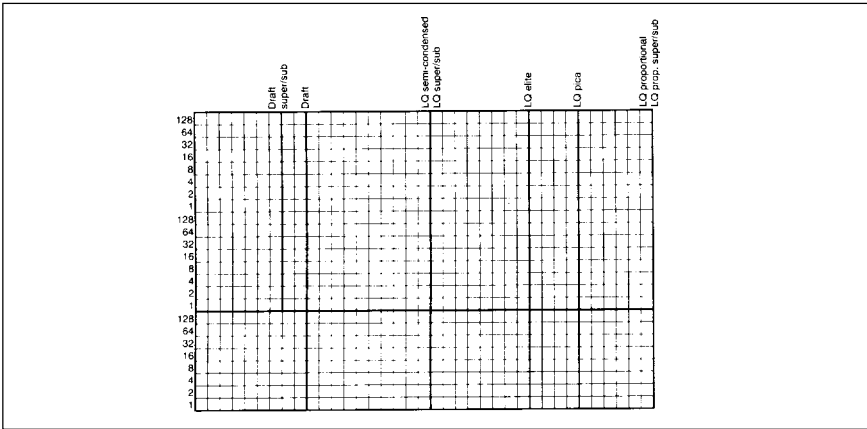 Draft
super/sub
Draft
LQ semi-condensed
LQ super/sub
LQ elite
LQ pica
LQ proportional
LQ prop. super/sub
128
64
32
16
8
4
2
1
128
64
32
16
8
4
2
1
128
64
32
16
8
4
2
1